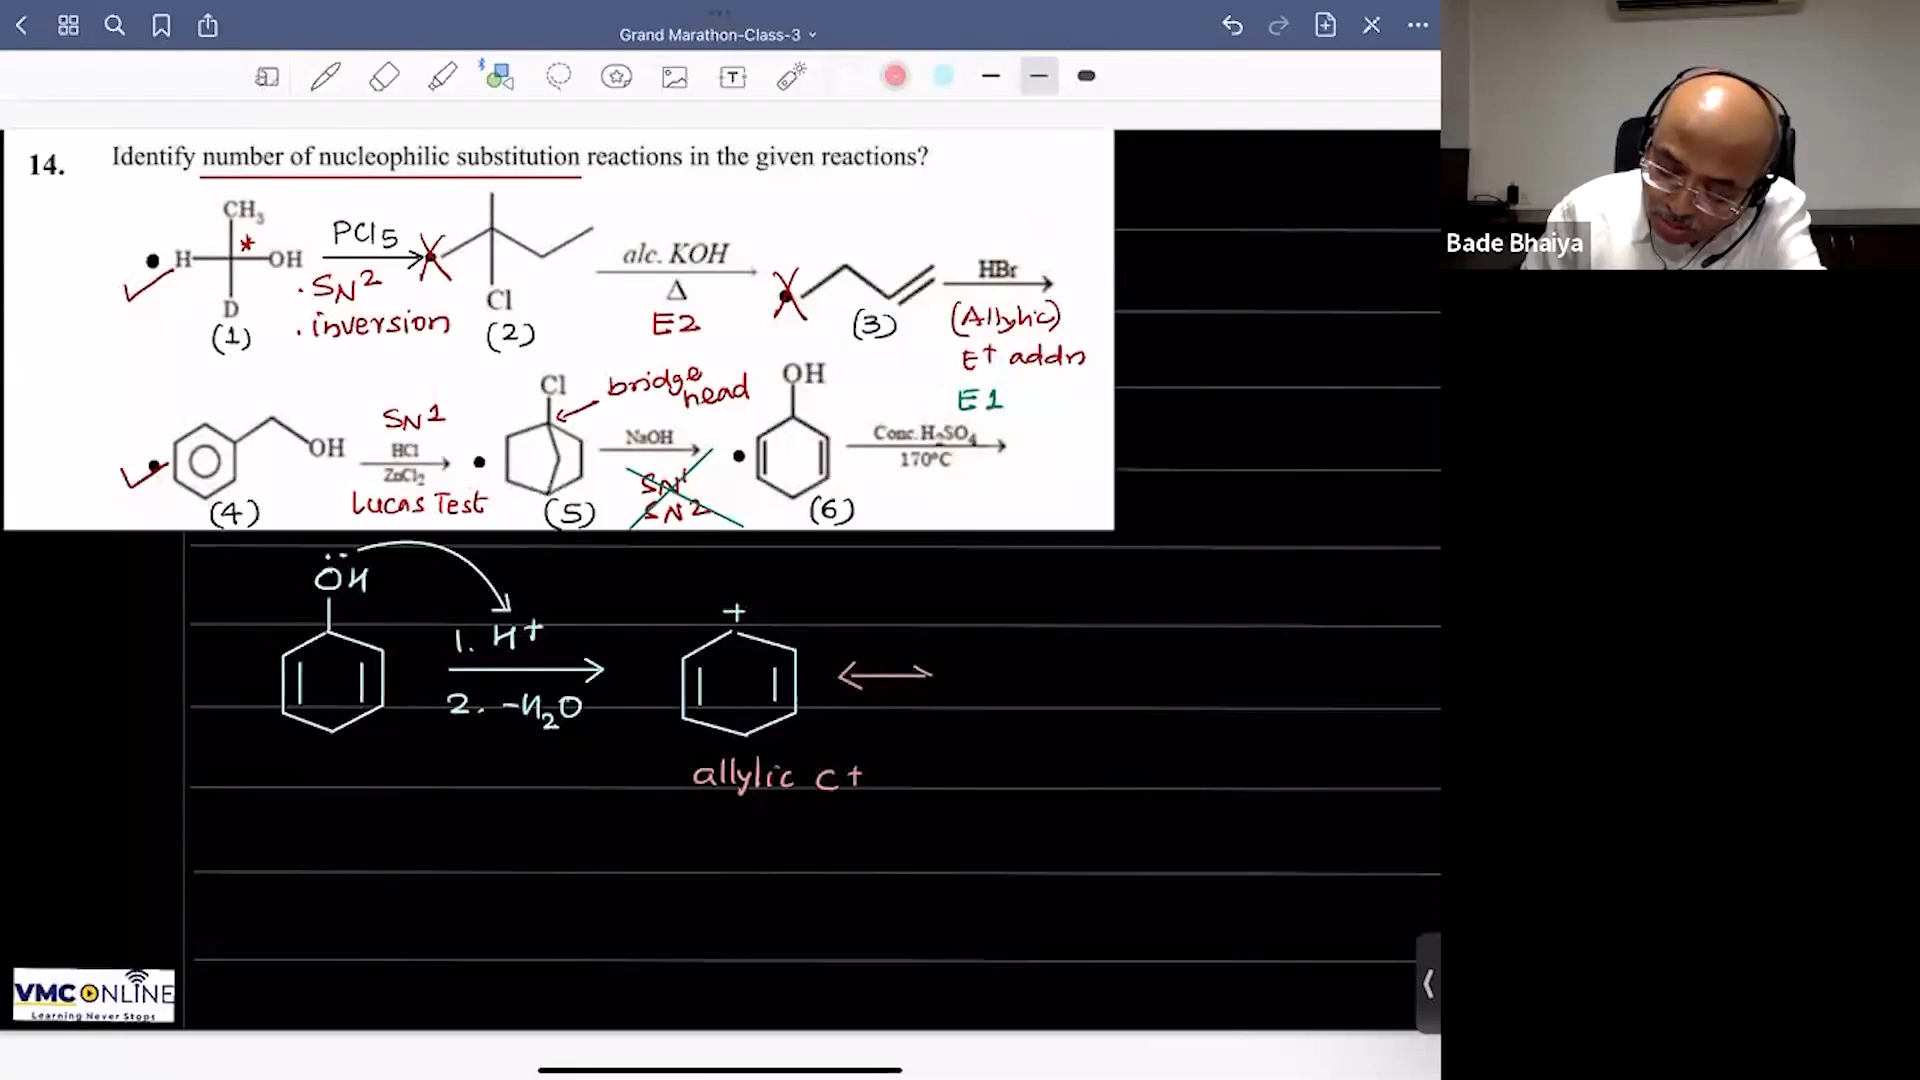 Grand Marathon-Class-3
Bade Bhaiya
14. Identify number of nucleophilic substitution reactions in the given reactions?
CH₃
H * OH
D
(1)
PCl5
· SN2
· inversion
Cl
(2)
alc. KOH
Δ
E2
(3)
HBr
(Allylic)
E+ addn
OH
(4)
SN1
HCl
ZnCl₂
Lucas Test
Cl
bridge
head
(5)
NaOH
SN1
SN2
OH
(6)
E1
Conc. H₂SO₄
170°C
ÖH
1. H+
2. -H₂O
+
allylic C+
VMC ONLINE
Learning Never Stops